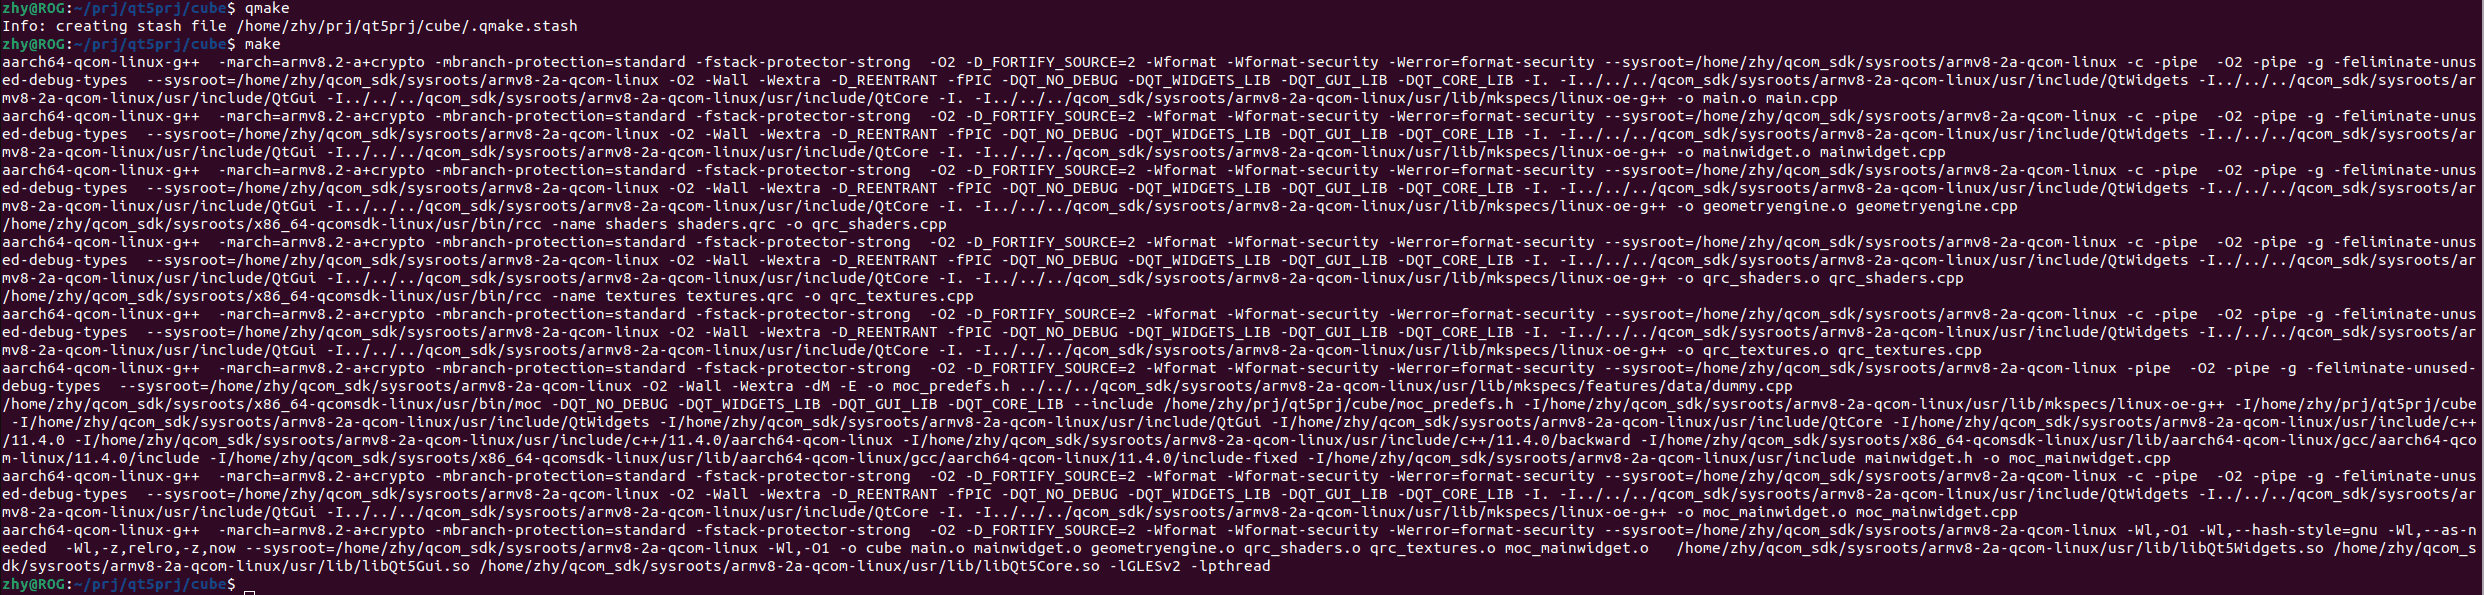 zhy@ROG:~/prj/qt5prj/cube$ qmake
Info: creating stash file /home/zhy/prj/qt5prj/cube/.qmake.stash
zhy@ROG:~/prj/qt5prj/cube$ make
aarch64-qcom-linux-g++  -march=armv8.2-a+crypto -mbranch-protection=standard -fstack-protector-strong  -O2 -D_FORTIFY_SOURCE=2 -Wformat -Wformat-security -Werror=format-security --sysroot=/home/zhy/qcom_sdk/sysroots/armv8-2a-qcom-linux -c -pipe  -O2 -pipe -g -feliminate-unus
ed-debug-types  --sysroot=/home/zhy/qcom_sdk/sysroots/armv8-2a-qcom-linux -O2 -Wall -Wextra -D_REENTRANT -fPIC -DQT_NO_DEBUG -DQT_WIDGETS_LIB -DQT_GUI_LIB -DQT_CORE_LIB -I. -I../../../qcom_sdk/sysroots/armv8-2a-qcom-linux/usr/include/QtWidgets -I../../../qcom_sdk/sysroots/ar
mv8-2a-qcom-linux/usr/include/QtGui -I../../../qcom_sdk/sysroots/armv8-2a-qcom-linux/usr/include/QtCore -I. -I../../../qcom_sdk/sysroots/armv8-2a-qcom-linux/usr/lib/mkspecs/linux-oe-g++ -o main.o main.cpp
aarch64-qcom-linux-g++  -march=armv8.2-a+crypto -mbranch-protection=standard -fstack-protector-strong  -O2 -D_FORTIFY_SOURCE=2 -Wformat -Wformat-security -Werror=format-security --sysroot=/home/zhy/qcom_sdk/sysroots/armv8-2a-qcom-linux -c -pipe  -O2 -pipe -g -feliminate-unus
ed-debug-types  --sysroot=/home/zhy/qcom_sdk/sysroots/armv8-2a-qcom-linux -O2 -Wall -Wextra -D_REENTRANT -fPIC -DQT_NO_DEBUG -DQT_WIDGETS_LIB -DQT_GUI_LIB -DQT_CORE_LIB -I. -I../../../qcom_sdk/sysroots/armv8-2a-qcom-linux/usr/include/QtWidgets -I../../../qcom_sdk/sysroots/ar
mv8-2a-qcom-linux/usr/include/QtGui -I../../../qcom_sdk/sysroots/armv8-2a-qcom-linux/usr/include/QtCore -I. -I../../../qcom_sdk/sysroots/armv8-2a-qcom-linux/usr/lib/mkspecs/linux-oe-g++ -o mainwidget.o mainwidget.cpp
aarch64-qcom-linux-g++  -march=armv8.2-a+crypto -mbranch-protection=standard -fstack-protector-strong  -O2 -D_FORTIFY_SOURCE=2 -Wformat -Wformat-security -Werror=format-security --sysroot=/home/zhy/qcom_sdk/sysroots/armv8-2a-qcom-linux -c -pipe  -O2 -pipe -g -feliminate-unus
ed-debug-types  --sysroot=/home/zhy/qcom_sdk/sysroots/armv8-2a-qcom-linux -O2 -Wall -Wextra -D_REENTRANT -fPIC -DQT_NO_DEBUG -DQT_WIDGETS_LIB -DQT_GUI_LIB -DQT_CORE_LIB -I. -I../../../qcom_sdk/sysroots/armv8-2a-qcom-linux/usr/include/QtWidgets -I../../../qcom_sdk/sysroots/ar
mv8-2a-qcom-linux/usr/include/QtGui -I../../../qcom_sdk/sysroots/armv8-2a-qcom-linux/usr/include/QtCore -I. -I../../../qcom_sdk/sysroots/armv8-2a-qcom-linux/usr/lib/mkspecs/linux-oe-g++ -o geometryengine.o geometryengine.cpp
/home/zhy/qcom_sdk/sysroots/x86_64-qcomsdk-linux/usr/bin/rcc -name shaders shaders.qrc -o qrc_shaders.cpp
aarch64-qcom-linux-g++  -march=armv8.2-a+crypto -mbranch-protection=standard -fstack-protector-strong  -O2 -D_FORTIFY_SOURCE=2 -Wformat -Wformat-security -Werror=format-security --sysroot=/home/zhy/qcom_sdk/sysroots/armv8-2a-qcom-linux -c -pipe  -O2 -pipe -g -feliminate-unus
ed-debug-types  --sysroot=/home/zhy/qcom_sdk/sysroots/armv8-2a-qcom-linux -O2 -Wall -Wextra -D_REENTRANT -fPIC -DQT_NO_DEBUG -DQT_WIDGETS_LIB -DQT_GUI_LIB -DQT_CORE_LIB -I. -I../../../qcom_sdk/sysroots/armv8-2a-qcom-linux/usr/include/QtWidgets -I../../../qcom_sdk/sysroots/ar
mv8-2a-qcom-linux/usr/include/QtGui -I../../../qcom_sdk/sysroots/armv8-2a-qcom-linux/usr/include/QtCore -I. -I../../../qcom_sdk/sysroots/armv8-2a-qcom-linux/usr/lib/mkspecs/linux-oe-g++ -o qrc_shaders.o qrc_shaders.cpp
/home/zhy/qcom_sdk/sysroots/x86_64-qcomsdk-linux/usr/bin/rcc -name textures textures.qrc -o qrc_textures.cpp
aarch64-qcom-linux-g++  -march=armv8.2-a+crypto -mbranch-protection=standard -fstack-protector-strong  -O2 -D_FORTIFY_SOURCE=2 -Wformat -Wformat-security -Werror=format-security --sysroot=/home/zhy/qcom_sdk/sysroots/armv8-2a-qcom-linux -c -pipe  -O2 -pipe -g -feliminate-unus
ed-debug-types  --sysroot=/home/zhy/qcom_sdk/sysroots/armv8-2a-qcom-linux -O2 -Wall -Wextra -D_REENTRANT -fPIC -DQT_NO_DEBUG -DQT_WIDGETS_LIB -DQT_GUI_LIB -DQT_CORE_LIB -I. -I../../../qcom_sdk/sysroots/armv8-2a-qcom-linux/usr/include/QtWidgets -I../../../qcom_sdk/sysroots/ar
mv8-2a-qcom-linux/usr/include/QtGui -I../../../qcom_sdk/sysroots/armv8-2a-qcom-linux/usr/include/QtCore -I. -I../../../qcom_sdk/sysroots/armv8-2a-qcom-linux/usr/lib/mkspecs/linux-oe-g++ -o qrc_textures.o qrc_textures.cpp
aarch64-qcom-linux-g++  -march=armv8.2-a+crypto -mbranch-protection=standard -fstack-protector-strong  -O2 -D_FORTIFY_SOURCE=2 -Wformat -Wformat-security -Werror=format-security --sysroot=/home/zhy/qcom_sdk/sysroots/armv8-2a-qcom-linux -pipe  -O2 -pipe -g -feliminate-unused-
debug-types  --sysroot=/home/zhy/qcom_sdk/sysroots/armv8-2a-qcom-linux -O2 -Wall -Wextra -dM -E -o moc_predefs.h ../../../qcom_sdk/sysroots/armv8-2a-qcom-linux/usr/lib/mkspecs/features/data/dummy.cpp
/home/zhy/qcom_sdk/sysroots/x86_64-qcomsdk-linux/usr/bin/moc -DQT_NO_DEBUG -DQT_WIDGETS_LIB -DQT_GUI_LIB -DQT_CORE_LIB --include /home/zhy/prj/qt5prj/cube/moc_predefs.h -I/home/zhy/qcom_sdk/sysroots/armv8-2a-qcom-linux/usr/lib/mkspecs/linux-oe-g++ -I/home/zhy/prj/qt5prj/cube
 -I/home/zhy/qcom_sdk/sysroots/armv8-2a-qcom-linux/usr/include/QtWidgets -I/home/zhy/qcom_sdk/sysroots/armv8-2a-qcom-linux/usr/include/QtGui -I/home/zhy/qcom_sdk/sysroots/armv8-2a-qcom-linux/usr/include/QtCore -I/home/zhy/qcom_sdk/sysroots/armv8-2a-qcom-linux/usr/include/c++
/11.4.0 -I/home/zhy/qcom_sdk/sysroots/armv8-2a-qcom-linux/usr/include/c++/11.4.0/aarch64-qcom-linux -I/home/zhy/qcom_sdk/sysroots/armv8-2a-qcom-linux/usr/include/c++/11.4.0/backward -I/home/zhy/qcom_sdk/sysroots/x86_64-qcomsdk-linux/usr/lib/aarch64-qcom-linux/gcc/aarch64-qco
m-linux/11.4.0/include -I/home/zhy/qcom_sdk/sysroots/x86_64-qcomsdk-linux/usr/lib/aarch64-qcom-linux/gcc/aarch64-qcom-linux/11.4.0/include-fixed -I/home/zhy/qcom_sdk/sysroots/armv8-2a-qcom-linux/usr/include mainwidget.h -o moc_mainwidget.cpp
aarch64-qcom-linux-g++  -march=armv8.2-a+crypto -mbranch-protection=standard -fstack-protector-strong  -O2 -D_FORTIFY_SOURCE=2 -Wformat -Wformat-security -Werror=format-security --sysroot=/home/zhy/qcom_sdk/sysroots/armv8-2a-qcom-linux -c -pipe  -O2 -pipe -g -feliminate-unus
ed-debug-types  --sysroot=/home/zhy/qcom_sdk/sysroots/armv8-2a-qcom-linux -O2 -Wall -Wextra -D_REENTRANT -fPIC -DQT_NO_DEBUG -DQT_WIDGETS_LIB -DQT_GUI_LIB -DQT_CORE_LIB -I. -I../../../qcom_sdk/sysroots/armv8-2a-qcom-linux/usr/include/QtWidgets -I../../../qcom_sdk/sysroots/ar
mv8-2a-qcom-linux/usr/include/QtGui -I../../../qcom_sdk/sysroots/armv8-2a-qcom-linux/usr/include/QtCore -I. -I../../../qcom_sdk/sysroots/armv8-2a-qcom-linux/usr/lib/mkspecs/linux-oe-g++ -o moc_mainwidget.o moc_mainwidget.cpp
aarch64-qcom-linux-g++  -march=armv8.2-a+crypto -mbranch-protection=standard -fstack-protector-strong  -O2 -D_FORTIFY_SOURCE=2 -Wformat -Wformat-security -Werror=format-security --sysroot=/home/zhy/qcom_sdk/sysroots/armv8-2a-qcom-linux -Wl,-O1 -Wl,--hash-style=gnu -Wl,--as-n
eeded  -Wl,-z,relro,-z,now --sysroot=/home/zhy/qcom_sdk/sysroots/armv8-2a-qcom-linux -Wl,-O1 -o cube main.o mainwidget.o geometryengine.o qrc_shaders.o qrc_textures.o moc_mainwidget.o   /home/zhy/qcom_sdk/sysroots/armv8-2a-qcom-linux/usr/lib/libQt5Widgets.so /home/zhy/qcom_s
dk/sysroots/armv8-2a-qcom-linux/usr/lib/libQt5Gui.so /home/zhy/qcom_sdk/sysroots/armv8-2a-qcom-linux/usr/lib/libQt5Core.so -lGLESv2 -lpthread
zhy@ROG:~/prj/qt5prj/cube$